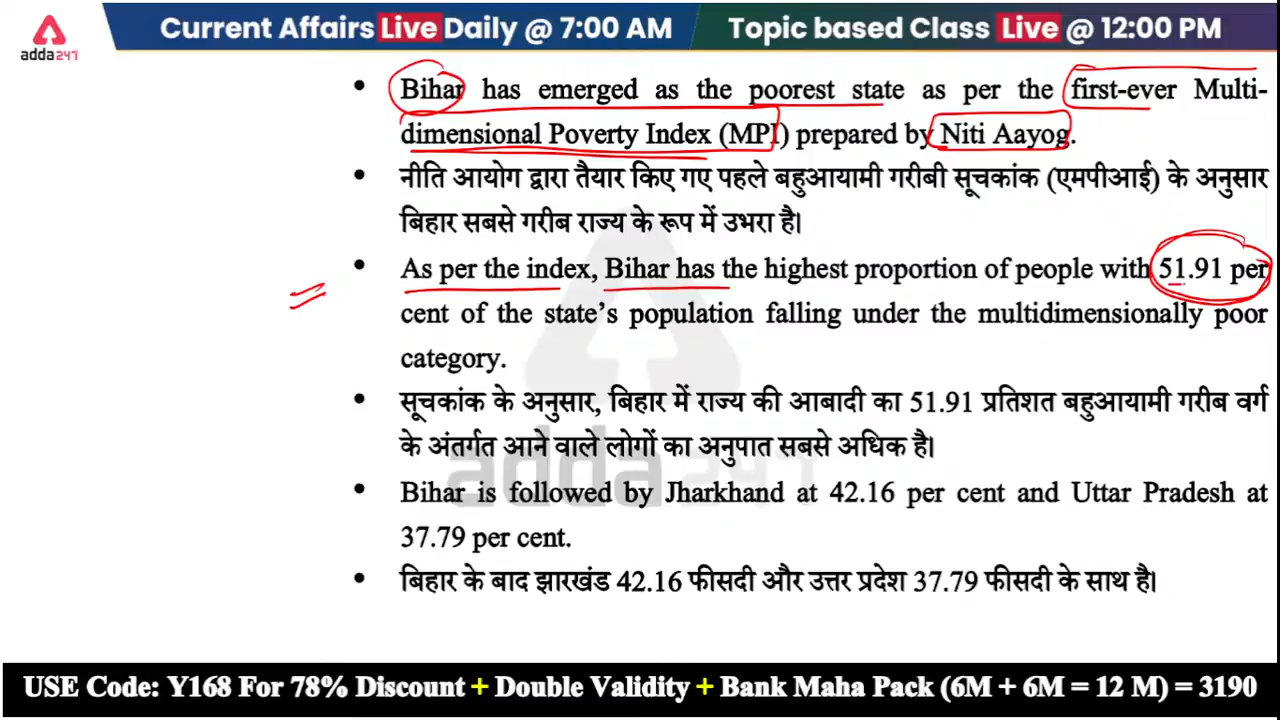 Current Affairs Live Daily @ 7:00 AM
Topic based Class Live @ 12:00 PM
adda247
• Bihar has emerged as the poorest state as per the first-ever Multi-
dimensional Poverty Index (MPI) prepared by Niti Aayog.
• नीति आयोग द्वारा तैयार किए गए पहले बहुआयामी गरीबी सूचकांक (एमपीआई) के अनुसार
बिहार सबसे गरीब राज्य के रूप में उभरा है।
• As per the index, Bihar has the highest proportion of people with 51.91 per
cent of the state’s population falling under the multidimensionally poor
category.
• सूचकांक के अनुसार, बिहार में राज्य की आबादी का 51.91 प्रतिशत बहुआयामी गरीब वर्ग
के अंतर्गत आने वाले लोगों का अनुपात सबसे अधिक है।
adda247
• Bihar is followed by Jharkhand at 42.16 per cent and Uttar Pradesh at
37.79 per cent.
• बिहार के बाद झारखंड 42.16 फीसदी और उत्तर प्रदेश 37.79 फीसदी के साथ है।
USE Code: Y168 For 78% Discount + Double Validity + Bank Maha Pack (6M + 6M = 12 M) = 3190